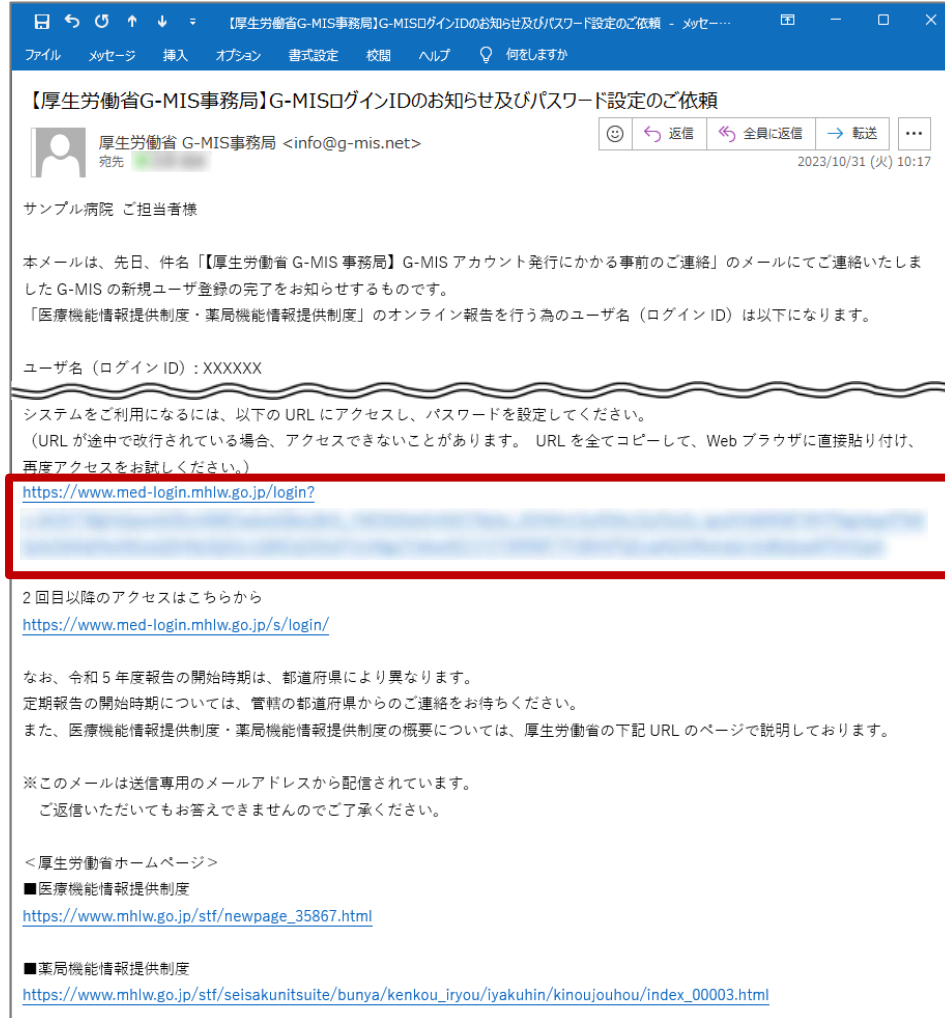 【厚生労働省G-MIS事務局】G-MISログインIDのお知らせ及びパスワード設定のご依頼 - メッセー…
ファイル メッセージ 挿入 オプション 書式設定 校閲 ヘルプ 何をしますか
【厚生労働省G-MIS事務局】G-MISログインIDのお知らせ及びパスワード設定のご依頼
厚生労働省 G-MIS事務局 <info@g-mis.net>
返信 全員に返信 転送 …
宛先
2023/10/31 (火) 10:17
サンプル病院 ご担当者様
本メールは、先日、件名「【厚生労働省 G-MIS 事務局】G-MIS アカウント発行にかかる事前のご連絡」のメールにてご連絡いたしま
した G-MIS の新規ユーザ登録の完了をお知らせするものです。
「医療機能情報提供制度・薬局機能情報提供制度」のオンライン報告を行う為のユーザ名（ログイン ID）は以下になります。
ユーザ名（ログイン ID）: XXXXXX
システムをご利用になるには、以下の URL にアクセスし、パスワードを設定してください。
（URL が途中で改行されている場合、アクセスできないことがあります。 URL を全てコピーして、Web ブラウザに直接貼り付け、
再度アクセスをお試しください。）
https://www.med-login.mhlw.go.jp/login?
2 回目以降のアクセスはこちらから
https://www.med-login.mhlw.go.jp/s/login/
なお、令和 5 年度報告の開始時期は、都道府県により異なります。
定期報告の開始時期については、管轄の都道府県からのご連絡をお待ちください。
また、医療機能情報提供制度・薬局機能情報提供制度の概要については、厚生労働省の下記 URL のページで説明しております。
※このメールは送信専用のメールアドレスから配信されています。
ご返信いただいてもお答えできませんのでご了承ください。
＜厚生労働省ホームページ＞
■医療機能情報提供制度
https://www.mhlw.go.jp/stf/newpage_35867.html
■薬局機能情報提供制度
https://www.mhlw.go.jp/stf/seisakunitsuite/bunya/kenkou_iryou/iyakuhin/kinoujouhou/index_00003.html